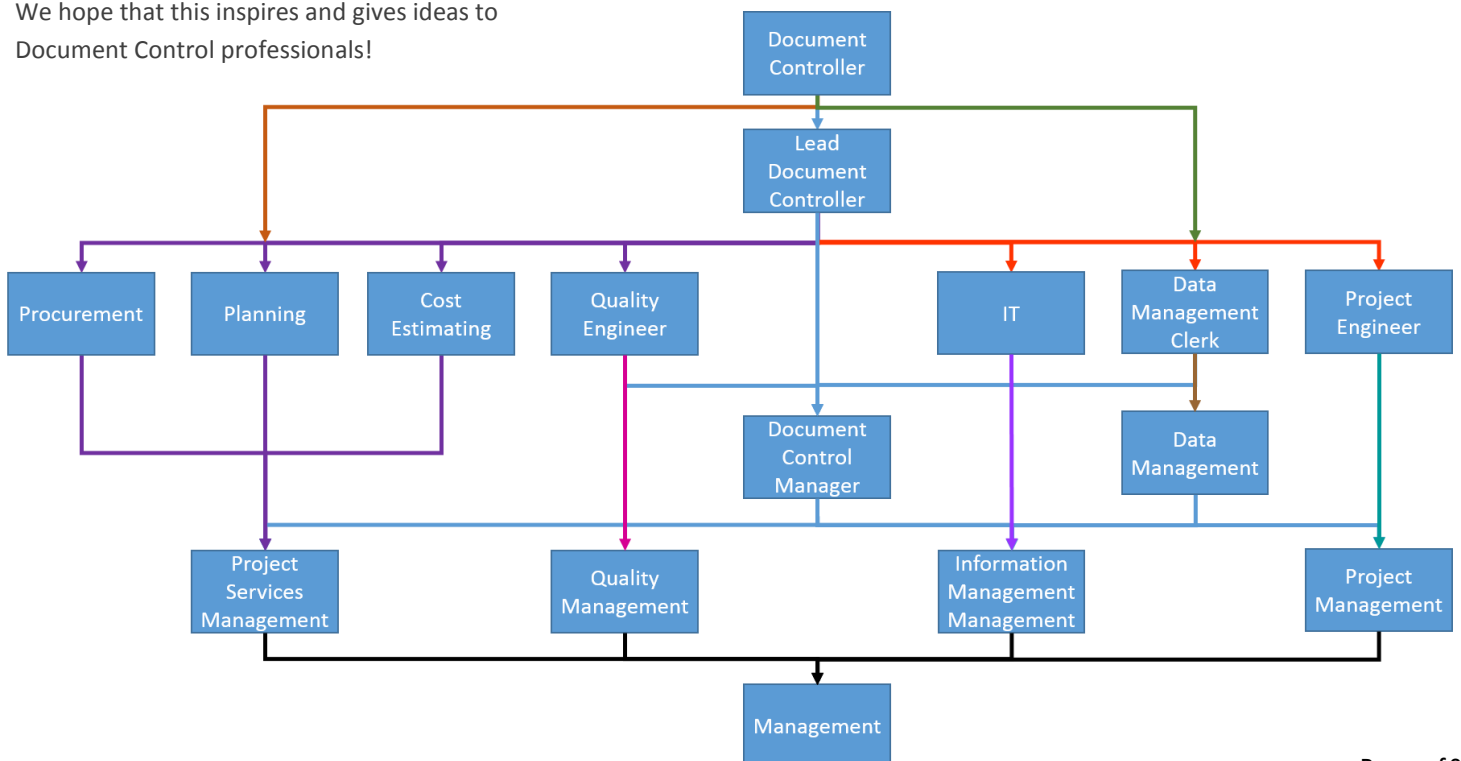 We hope that this inspires and gives ideas to
Document Control professionals!
Document
Controller
Lead
Document
Controller
Procurement
Planning
Cost
Estimating
Quality
Engineer
IT
Data
Management
Clerk
Project
Engineer
Document
Control
Manager
Data
Management
Project
Services
Management
Quality
Management
Information
Management
Management
Project
Management
Management